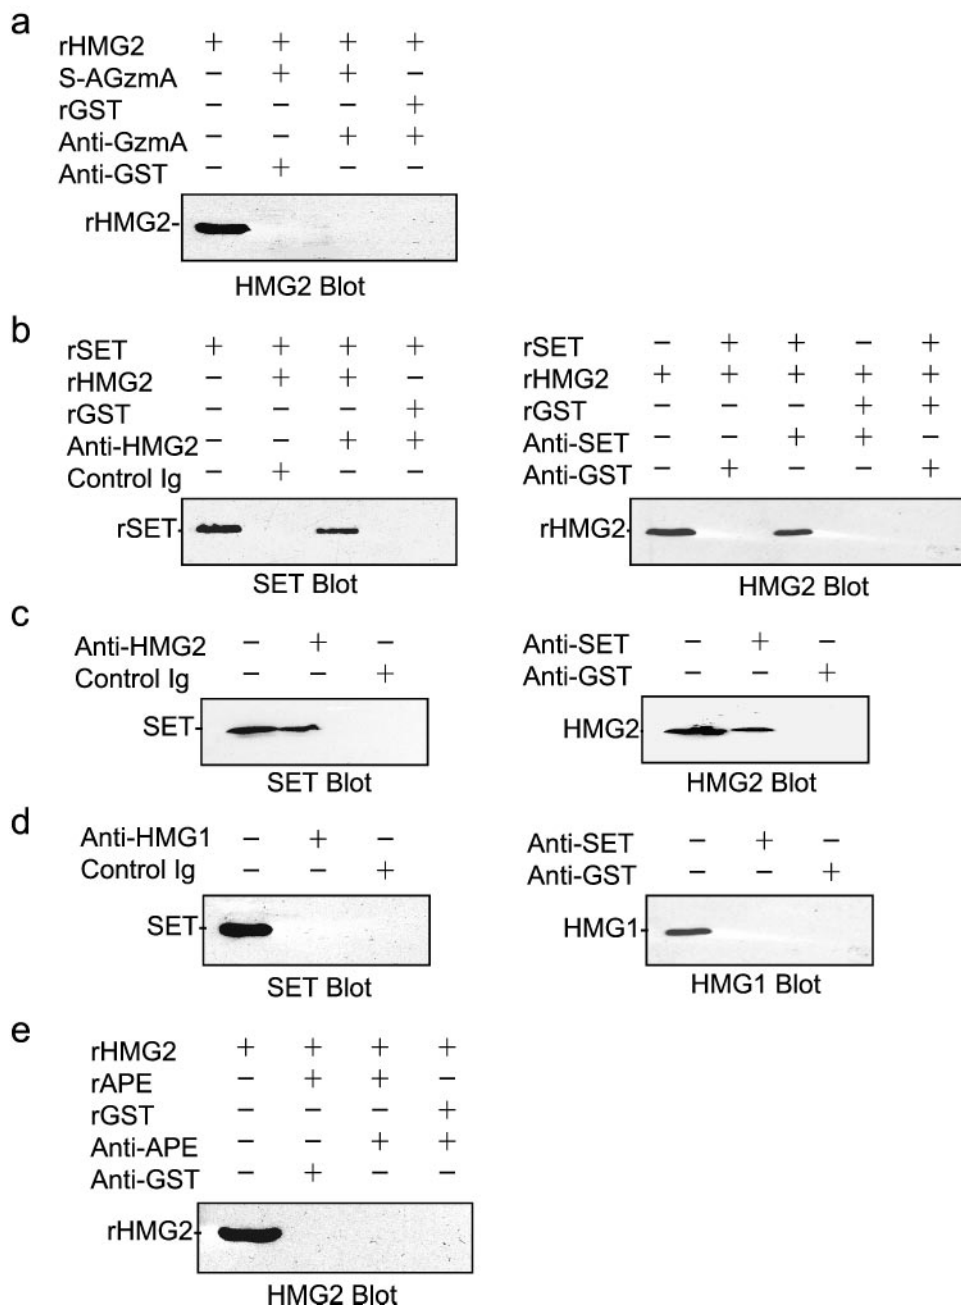 a
rHMG2 + + + +
S-AGzmA − + + −
rGST − − − +
Anti-GzmA − − + +
Anti-GST − + − −
rHMG2-
HMG2 Blot
b
rSET + + + +
rHMG2 − + + −
rGST − − − +
Anti-HMG2 − − + +
Control Ig − + − −
rSET-
SET Blot
rSET − + + − +
rHMG2 + + + + +
rGST − − − + +
Anti-SET − − + + −
Anti-GST − + − − +
rHMG2-
HMG2 Blot
c
Anti-HMG2 − + −
Control Ig − − +
SET-
SET Blot
Anti-SET − + −
Anti-GST − − +
HMG2-
HMG2 Blot
d
Anti-HMG1 − + −
Control Ig − − +
SET-
SET Blot
Anti-SET − + −
Anti-GST − − +
HMG1-
HMG1 Blot
e
rHMG2 + + + +
rAPE − + + −
rGST − − − +
Anti-APE − − + +
Anti-GST − + − −
rHMG2-
HMG2 Blot